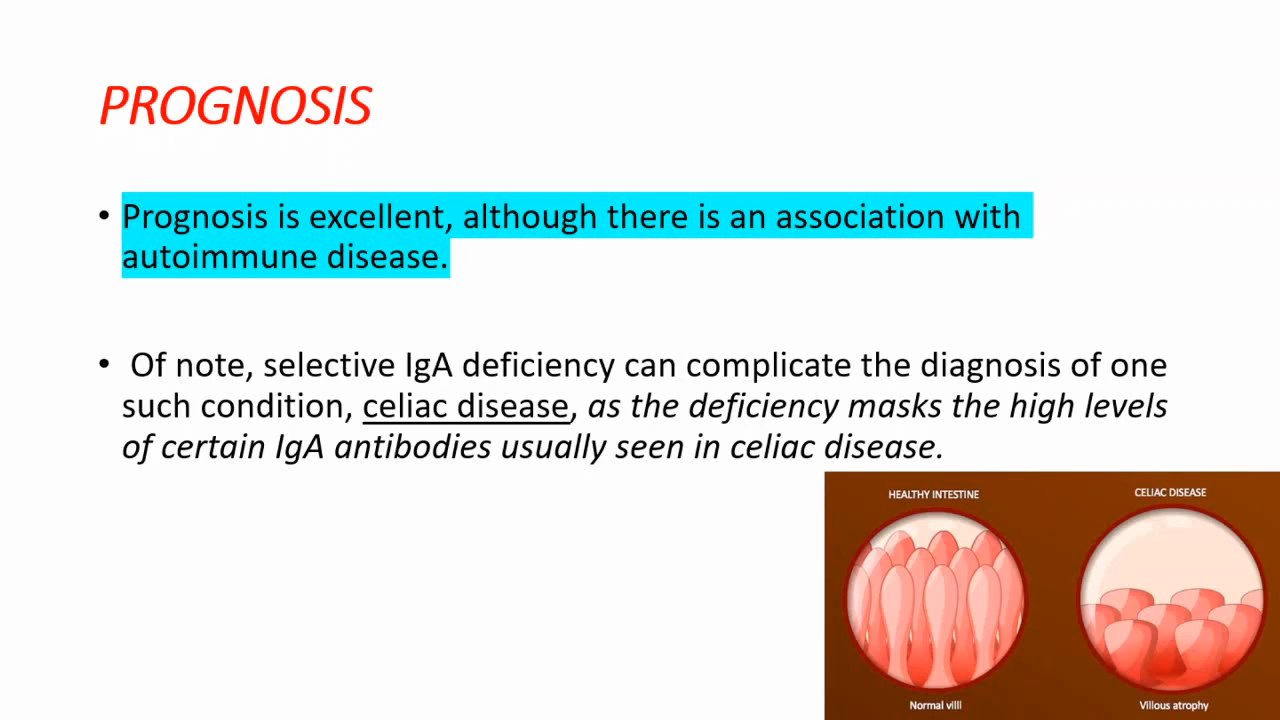 PROGNOSIS
• Prognosis is excellent, although there is an association with
autoimmune disease.
• Of note, selective IgA deficiency can complicate the diagnosis of one
such condition, celiac disease, as the deficiency masks the high levels
of certain IgA antibodies usually seen in celiac disease.
HEALTHY INTESTINE
CELIAC DISEASE
Normal villi
Villous atrophy